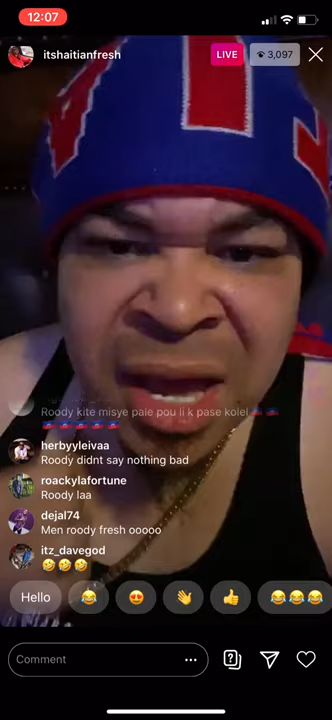 12:07
itshaitianfresh
LIVE
3,097
Roody kite misye pale pou li k pase kolel🇭🇹🇭🇹
🇭🇹🇭🇹🇭🇹🇭🇹🇭🇹
herbyyleivaa
Roody didnt say nothing bad
roackylafortune
Roody laa
dejal74
Men roody fresh ooooo
itz_davegod
🤣🤣🤣
Hello 😂 😍 👋 👍 😂😂😂
Comment